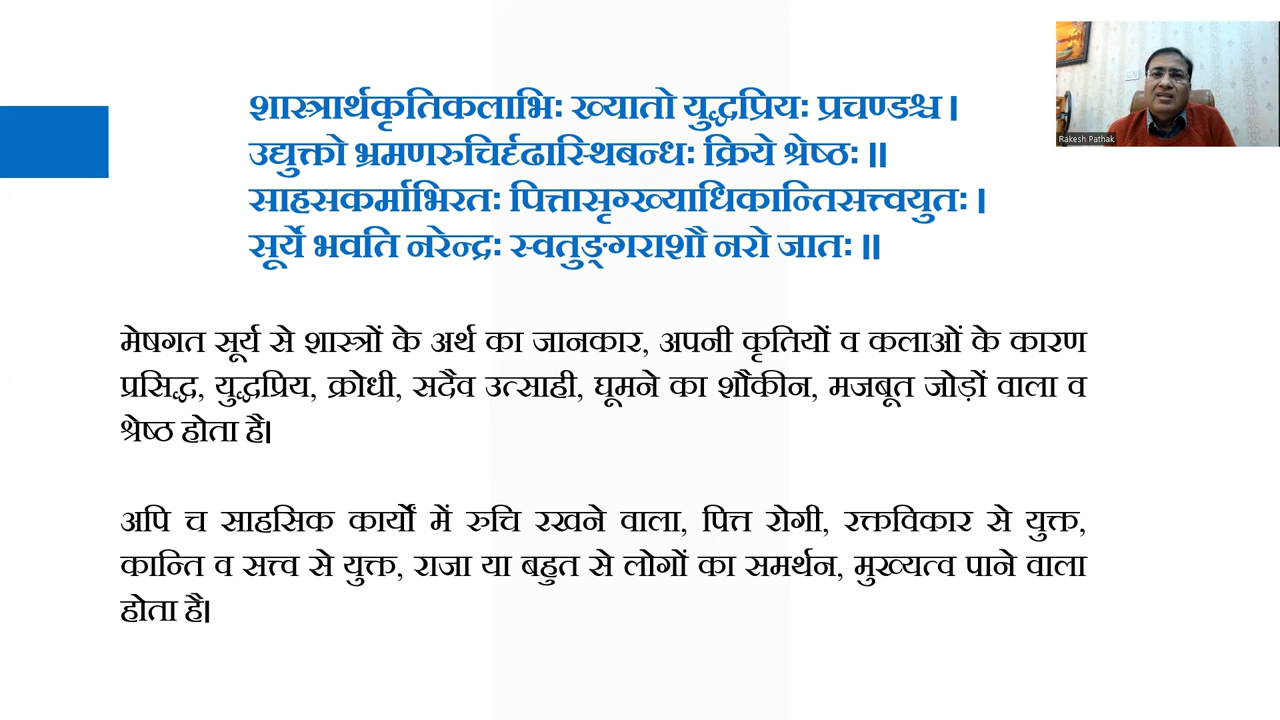 शास्त्रार्थकृतिकलाभिः ख्यातो युद्धप्रियः प्रचण्डश्च ।
उद्युक्तो भ्रमणरुचिर्दृढास्थिबन्धः क्रिये श्रेष्ठः ॥
साहसकर्माभिरतः पित्तासृग्ख्याधिकान्तिसत्त्वयुतः ।
सूर्ये भवति नरेन्द्रः स्वतुङ्गराशौ नरो जातः ॥
मेषगत सूर्य से शास्त्रों के अर्थ का जानकार, अपनी कृतियों व कलाओं के कारण
प्रसिद्ध, युद्धप्रिय, क्रोधी, सदैव उत्साही, घूमने का शौकीन, मजबूत जोड़ों वाला व
श्रेष्ठ होता है।
अपि च साहसिक कार्यों में रुचि रखने वाला, पित्त रोगी, रक्तविकार से युक्त,
कान्ति व सत्त्व से युक्त, राजा या बहुत से लोगों का समर्थन, मुख्यत्व पाने वाला
होता है।
Rakesh Pathak